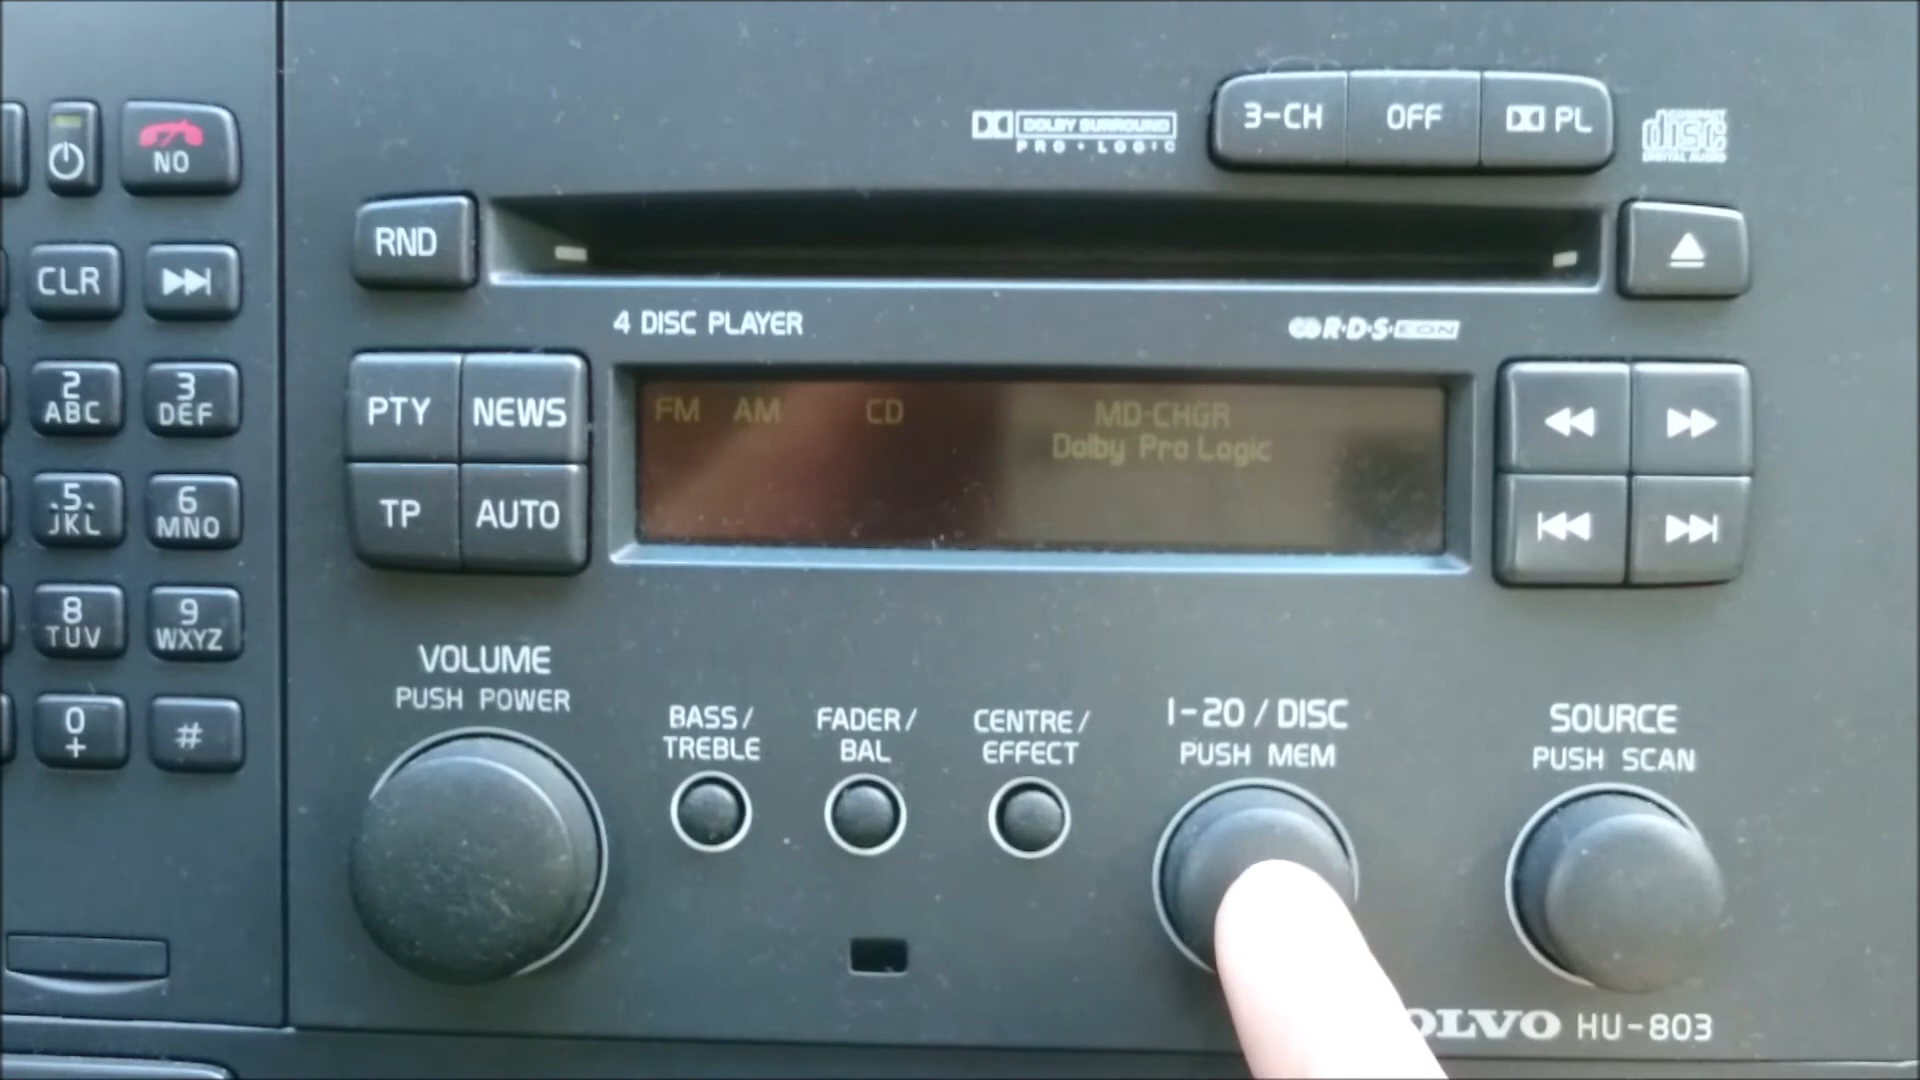 NO
CLR
2
ABC
3
DEF
5
JKL
6
MNO
8
TUV
9
WXYZ
0
+
#
DOLBY SURROUND
PRO • LOGIC
3-CH
OFF
PL
COMPACT
disc
DIGITAL AUDIO
RND
4 DISC PLAYER
R·D·S·EON
PTY
NEWS
TP
AUTO
FM AM CD MD-CHGR
Dolby Pro Logic
VOLUME
PUSH POWER
BASS/
TREBLE
FADER/
BAL
CENTRE/
EFFECT
1-20/DISC
PUSH MEM
SOURCE
PUSH SCAN
OLVO HU-803